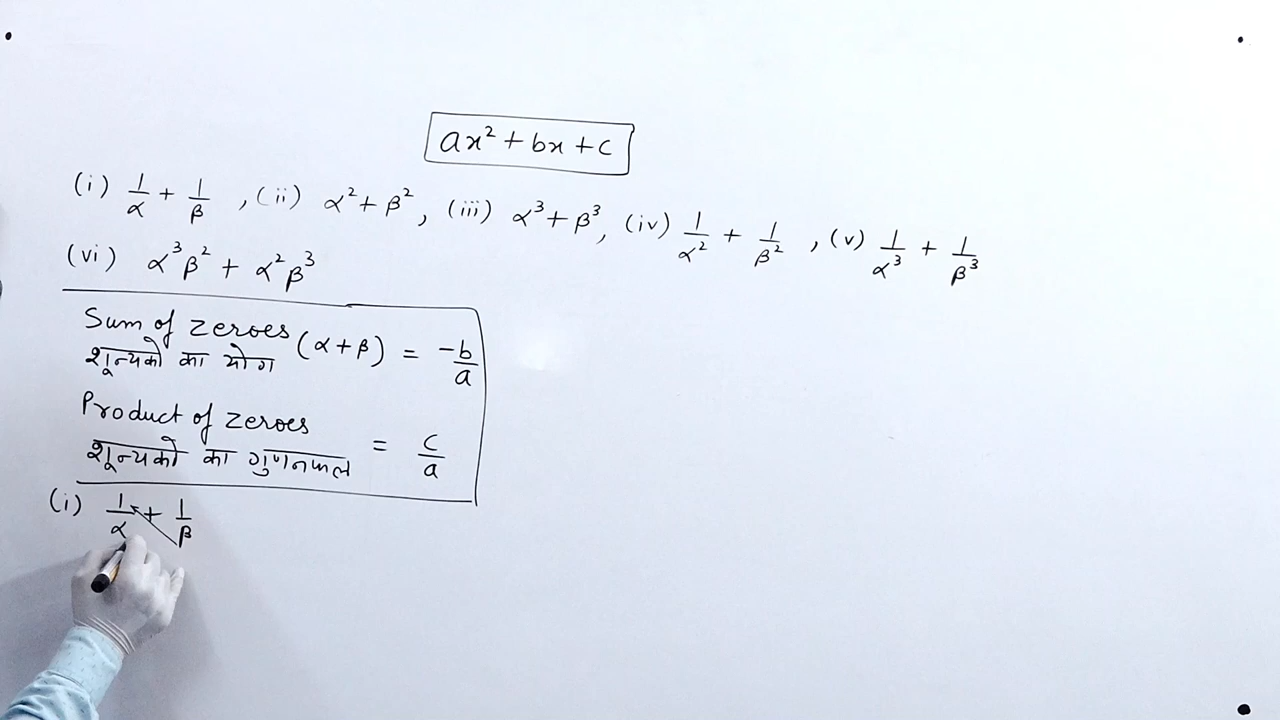 ax² + bx + c
(i) 1/α + 1/β , (ii) α² + β² , (iii) α³ + β³ , (iv) 1/α² + 1/β² , (v) 1/α³ + 1/β³
(vi) α³β² + α²β³
Sum of zeroes (α + β) = -b/a
शून्यको का योग
Product of zeroes = c/a
शून्यको का गुणनफल
(i) 1/α + 1/β